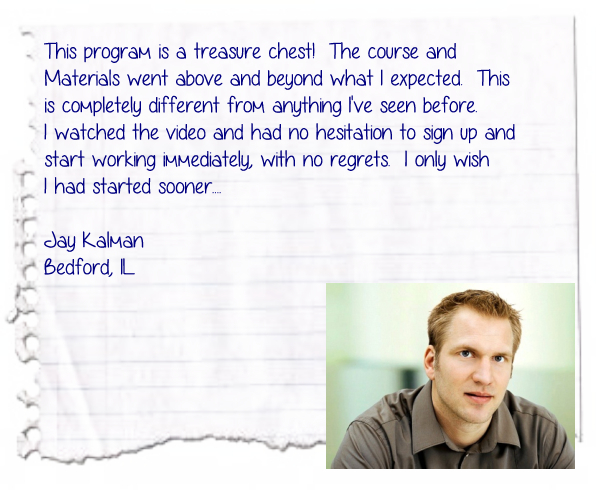 This program is a treasure chest!  The course and
Materials went above and beyond what I expected.  This
is completely different from anything I've seen before.
I watched the video and had no hesitation to sign up and
start working immediately, with no regrets.  I only wish
I had started sooner....
Jay Kalman
Bedford, IL